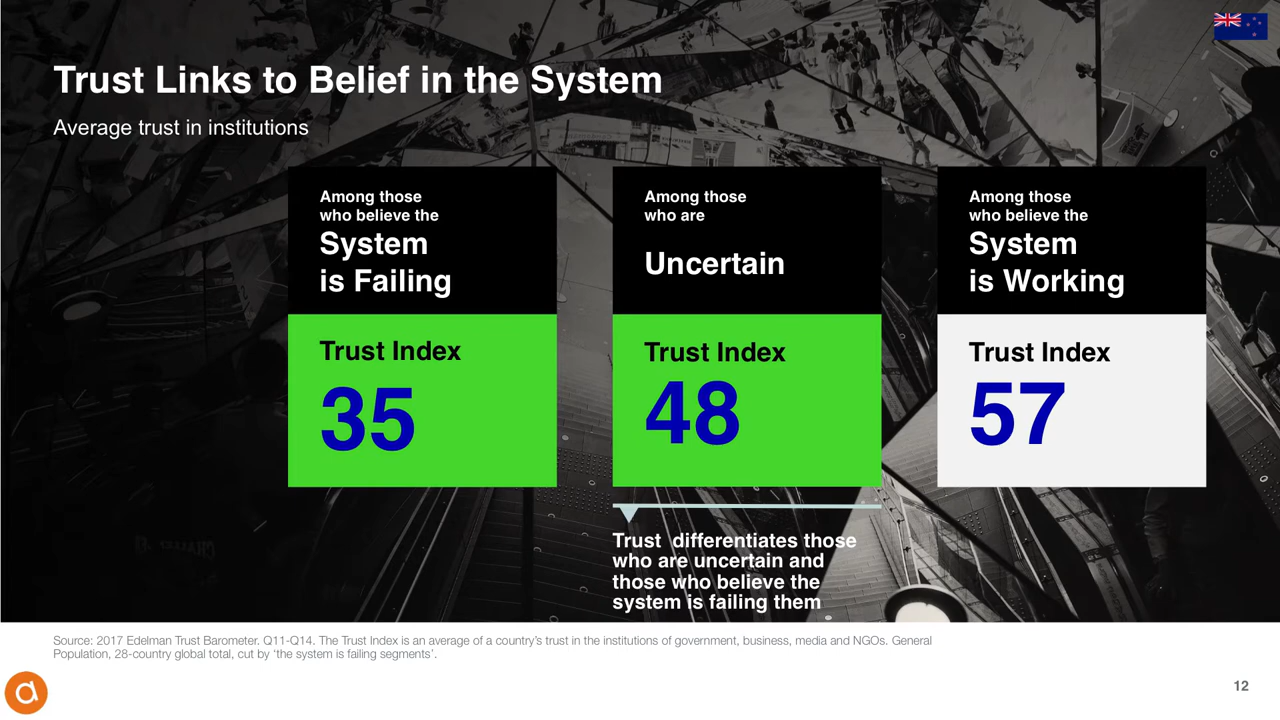 Trust Links to Belief in the System
Average trust in institutions
Among those
who believe the
System
is Failing
Trust Index
35
Among those
who are
Uncertain
Trust Index
48
Among those
who believe the
System
is Working
Trust Index
57
Trust  differentiates those
who are uncertain and
those who believe the
system is failing them
Source: 2017 Edelman Trust Barometer. Q11-Q14. The Trust Index is an average of a country's trust in the institutions of government, business, media and NGOs. General
Population, 28-country global total, cut by 'the system is failing segments'.
a
12